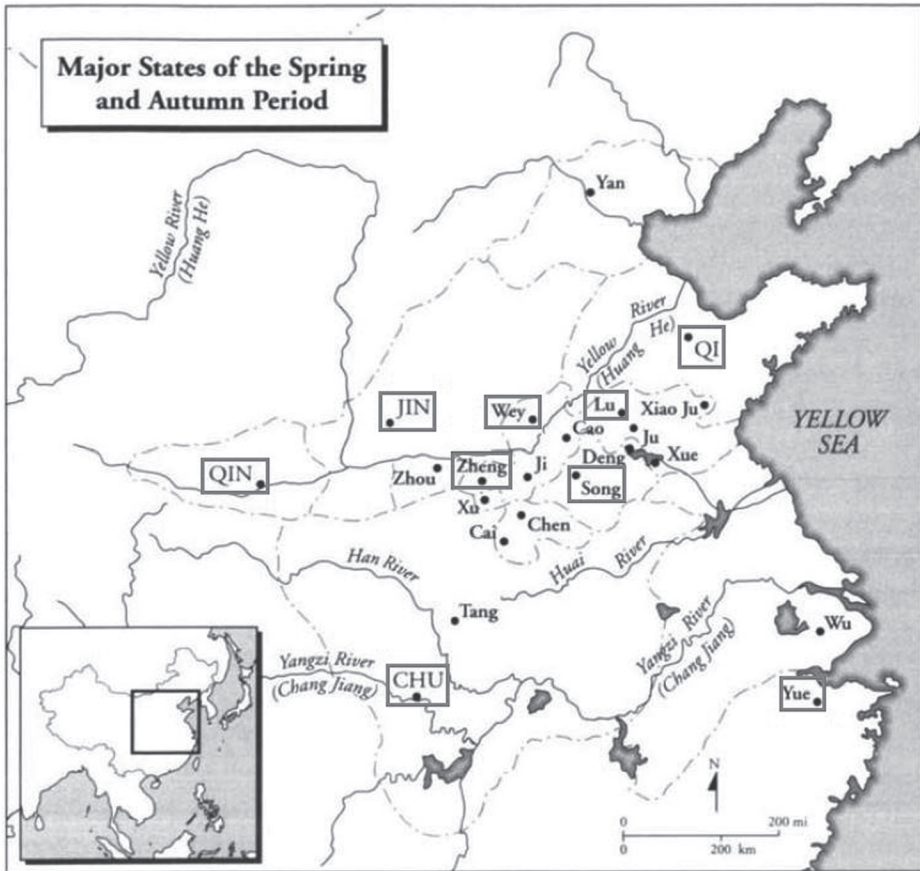 Major States of the Spring
and Autumn Period
Yan
Yellow River
(Huang He)
Yellow River
(Huang He)
QI
JIN
Wey
Lu
Xiao Ju
YELLOW
SEA
Cao
Ju
Deng
Xue
QIN
Zhou
Zheng
Ji
Song
Xu
Chen
Cai
Han River
Huai River
Tang
Wu
Yangzi River
(Chang Jiang)
Yangzi River
(Chang Jiang)
CHU
Yue
N
0 200 mi
0 200 km